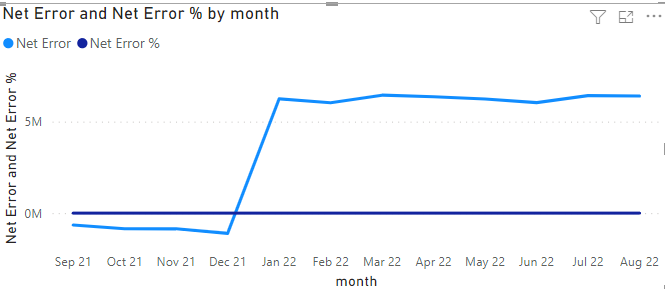 Net Error and Net Error % by month
Net Error Net Error %
Net Error and Net Error %
5M
0M
Sep 21 Oct 21 Nov 21 Dec 21 Jan 22 Feb 22 Mar 22 Apr 22 May 22 Jun 22 Jul 22 Aug 22
month